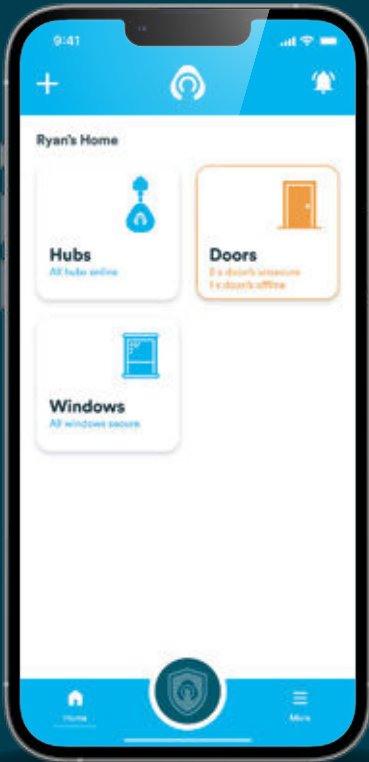 9:41
Ryan's Home
Hubs
All hubs online
Doors
x door/s unsecure
1 x door/s offline
Windows
All windows secure
Home
More